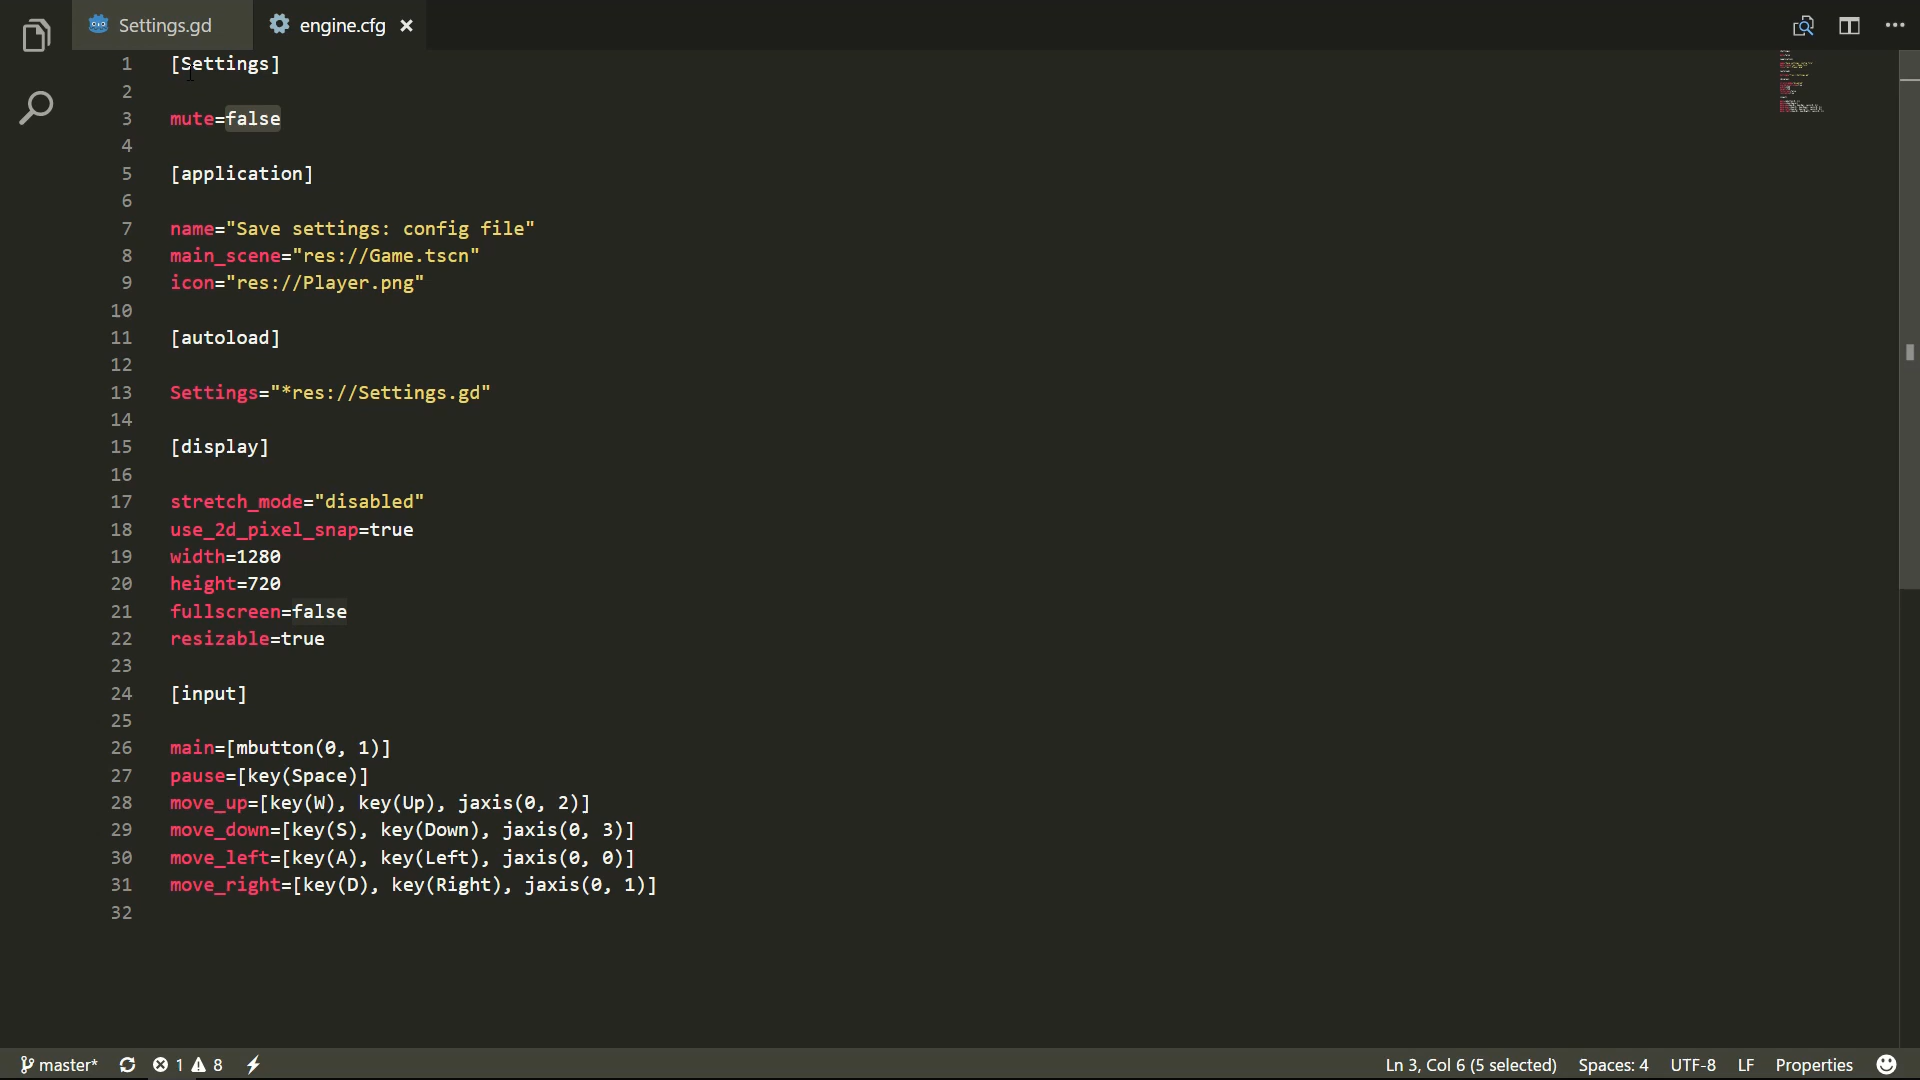 Settings.gd engine.cfg
1 [Settings]
2
3 mute=false
4
5 [application]
6
7 name="Save settings: config file"
8 main_scene="res://Game.tscn"
9 icon="res://Player.png"
10
11 [autoload]
12
13 Settings="*res://Settings.gd"
14
15 [display]
16
17 stretch_mode="disabled"
18 use_2d_pixel_snap=true
19 width=1280
20 height=720
21 fullscreen=false
22 resizable=true
23
24 [input]
25
26 main=[mbutton(0, 1)]
27 pause=[key(Space)]
28 move_up=[key(W), key(Up), jaxis(0, 2)]
29 move_down=[key(S), key(Down), jaxis(0, 3)]
30 move_left=[key(A), key(Left), jaxis(0, 0)]
31 move_right=[key(D), key(Right), jaxis(0, 1)]
32
master* 1 8 Ln 3, Col 6 (5 selected) Spaces: 4 UTF-8 LF Properties